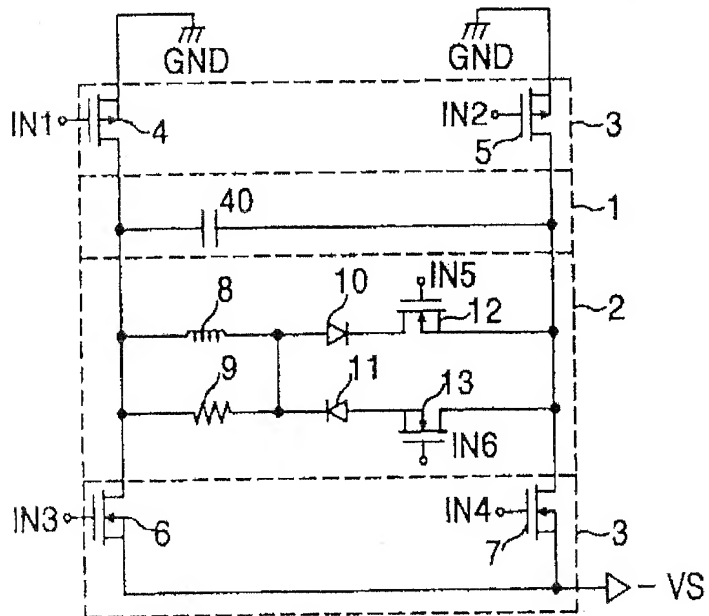 GND GND
IN1 4 IN2 5 3
40 1
IN5
8 10 12 2
9 11 13
IN6
IN3 6 IN4 7 3
- VS